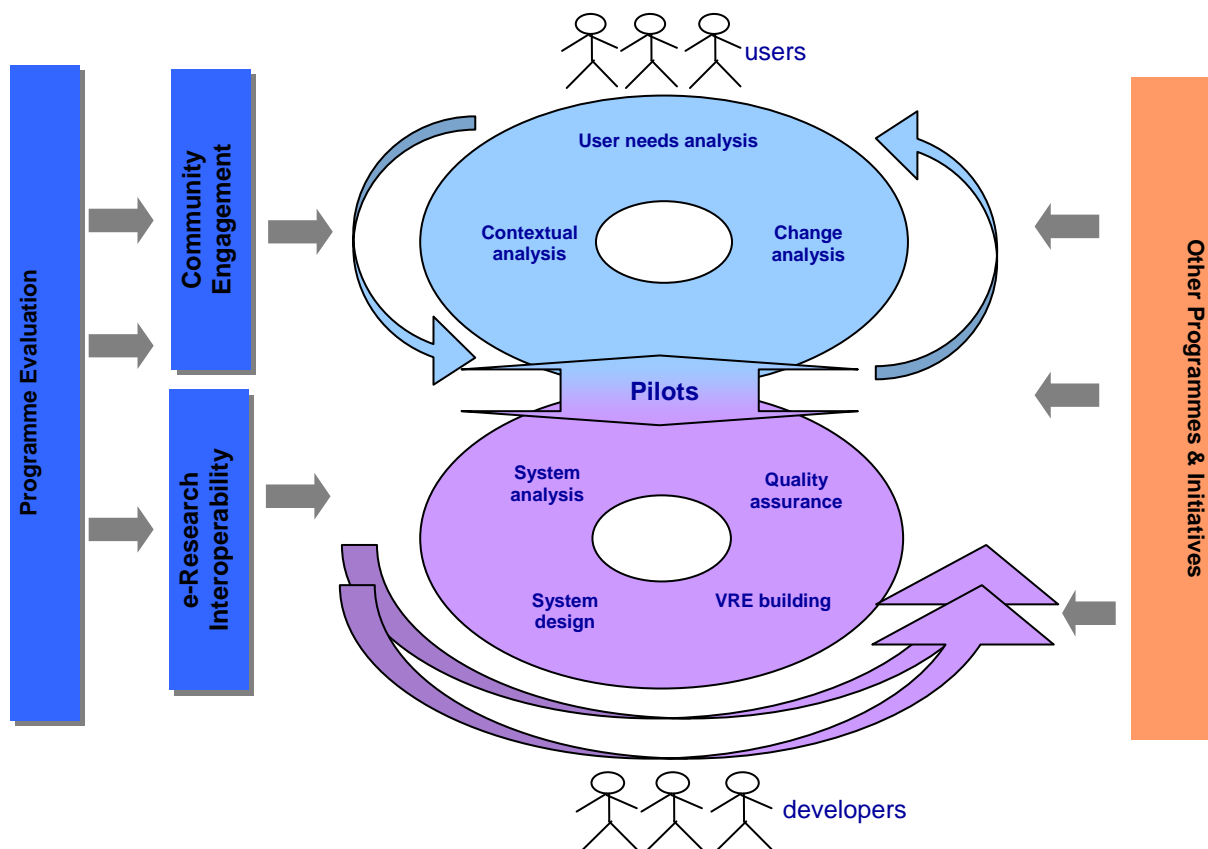 users
Programme Evaluation
Community
Engagement
e-Research
Interoperability
User needs analysis
Contextual
analysis
Change
analysis
Pilots
System
analysis
Quality
assurance
System
design
VRE building
developers
Other Programmes & Initiatives